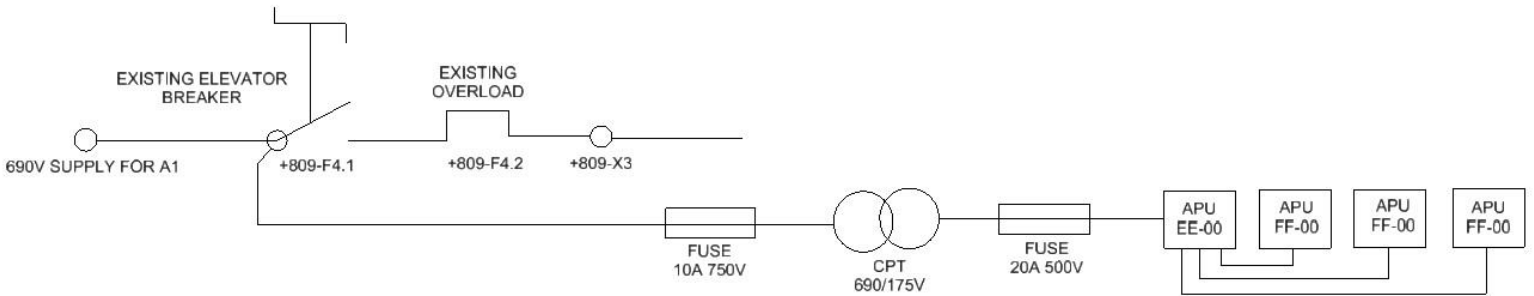 EXISTING ELEVATOR
BREAKER
EXISTING
OVERLOAD
690V SUPPLY FOR A1
+809-F4.1
+809-F4.2
+809-X3
FUSE
10A 750V
CPT
690/175V
FUSE
20A 500V
APU
EE-00
APU
FF-00
APU
FF-00
APU
FF-00